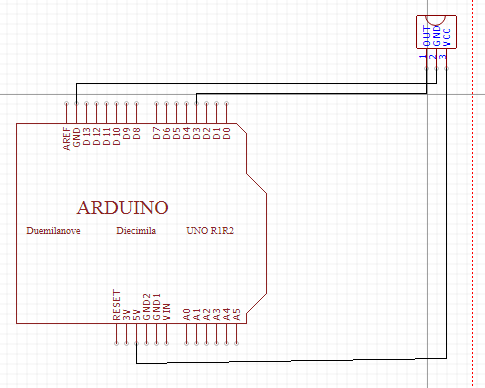 OUT
GND
VCC
1
2
3
AREF
GND
D13
D12
D11
D10
D9
D8
D7
D6
D5
D4
D3
D2
D1
D0
ARDUINO
Duemilanove Diecimila UNO R1R2
RESET
3V
5V
GND2
GND1
VIN
A0
A1
A2
A3
A4
A5